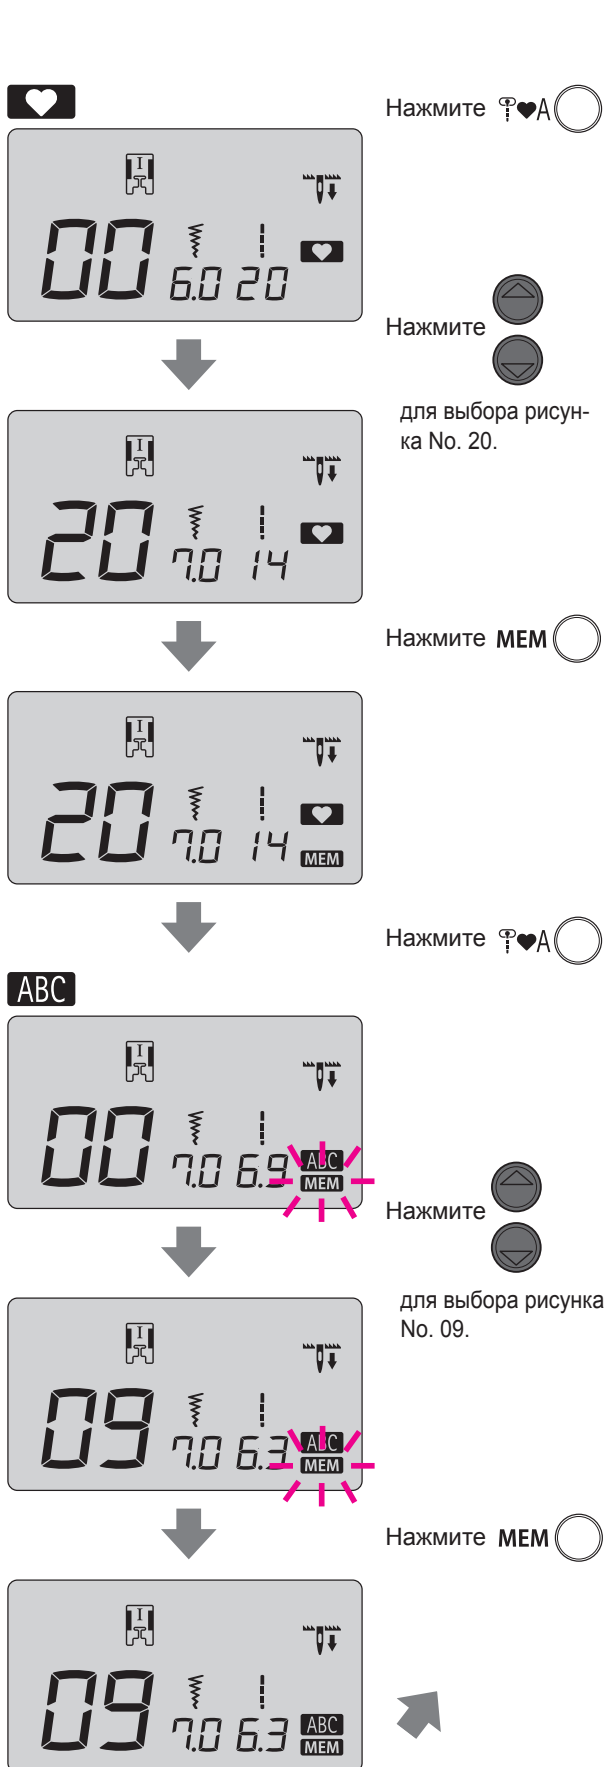 Нажмите A
I
00 6.0 20
Нажмите
для выбора рисун-
ка No. 20.
I
20 7.0 14
Нажмите MEM
I
20 7.0 14
MEM
Нажмите A
ABC
I
00 7.0 6.9 ABC
MEM
Нажмите
для выбора рисунка
No. 09.
I
09 7.0 6.3 ABC
MEM
Нажмите MEM
I
09 7.0 6.3 ABC
MEM